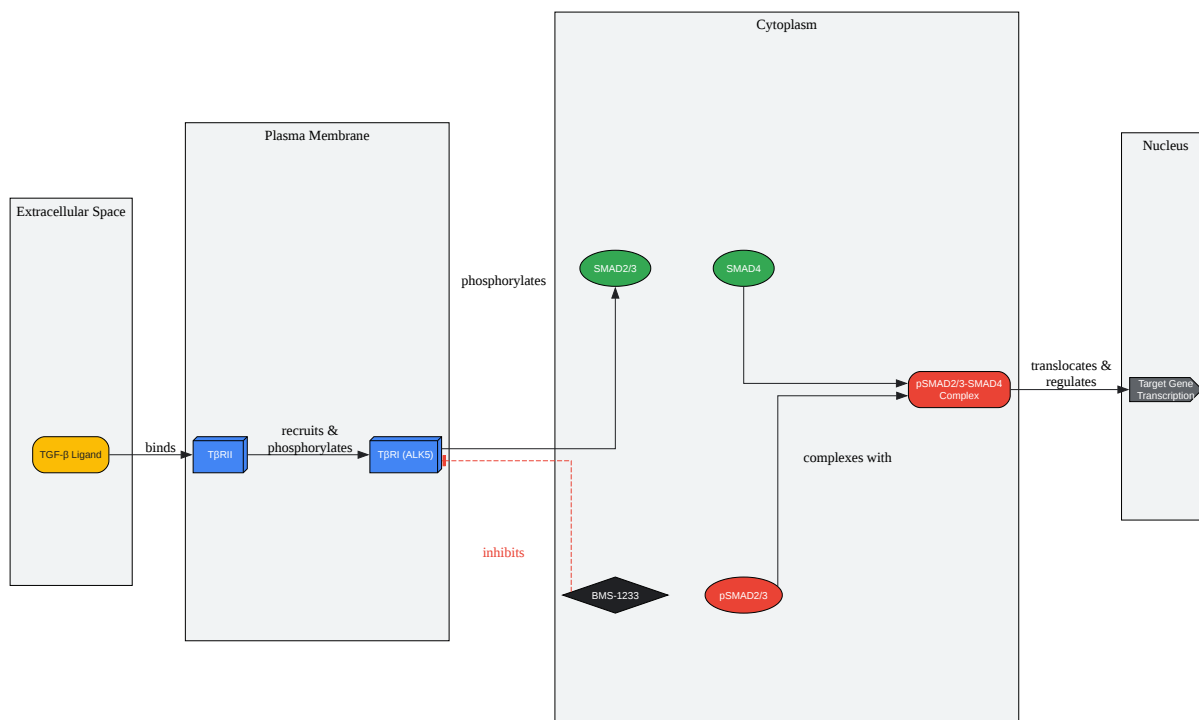 Cytoplasm
Plasma Membrane
Nucleus
Extracellular Space
SMAD2/3
SMAD4
phosphorylates
translocates &
regulates
pSMAD2/3-SMAD4
Complex
Target Gene
Transcription
recruits &
phosphorylates
binds
TGF-β Ligand
TβRII
TβRI (ALK5)
complexes with
inhibits
BMS-1233
pSMAD2/3